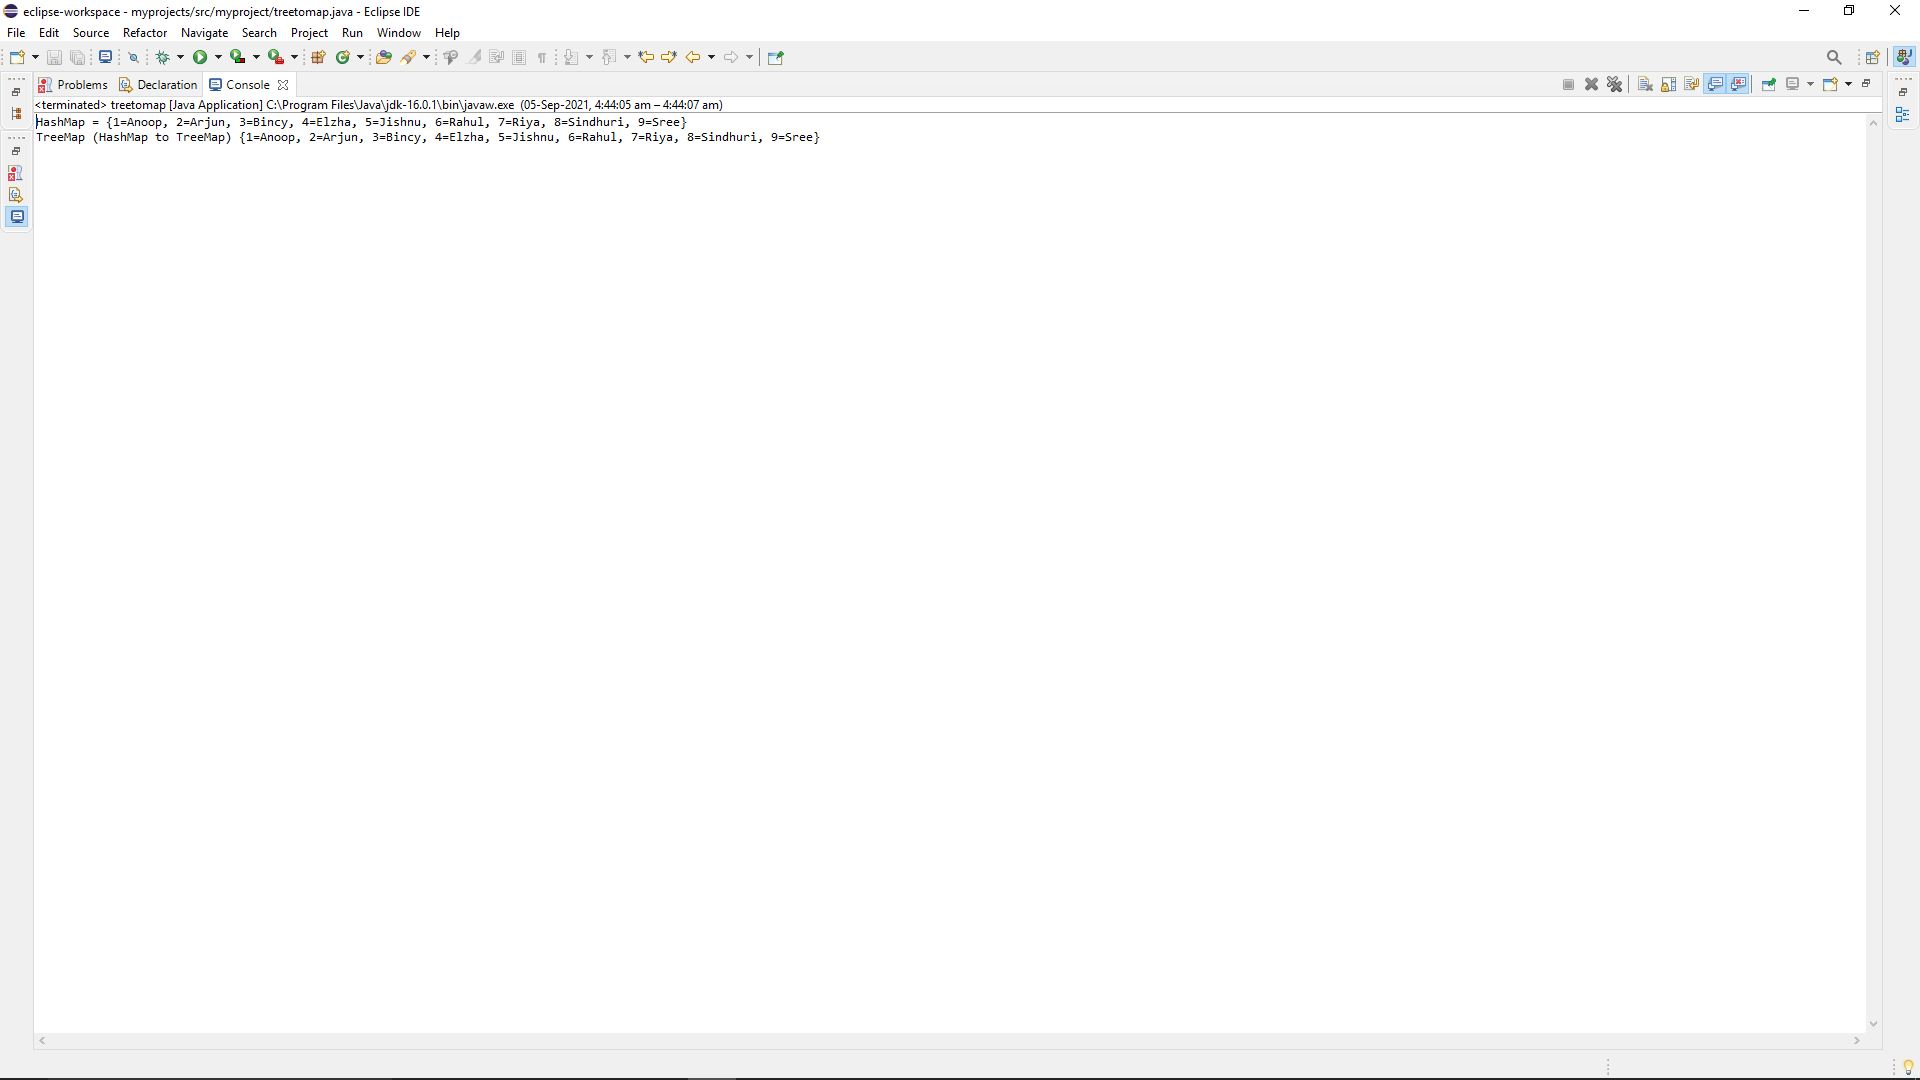 eclipse-workspace - myprojects/src/myproject/treetomap.java - Eclipse IDE
File Edit Source Refactor Navigate Search Project Run Window Help
Problems Declaration Console
<terminated> treetomap [Java Application] C:\Program Files\Java\jdk-16.0.1\bin\javaw.exe (05-Sep-2021, 4:44:05 am – 4:44:07 am)
HashMap = {1=Anoop, 2=Arjun, 3=Bincy, 4=Elzha, 5=Jishnu, 6=Rahul, 7=Riya, 8=Sindhuri, 9=Sree}
TreeMap (HashMap to TreeMap) {1=Anoop, 2=Arjun, 3=Bincy, 4=Elzha, 5=Jishnu, 6=Rahul, 7=Riya, 8=Sindhuri, 9=Sree}